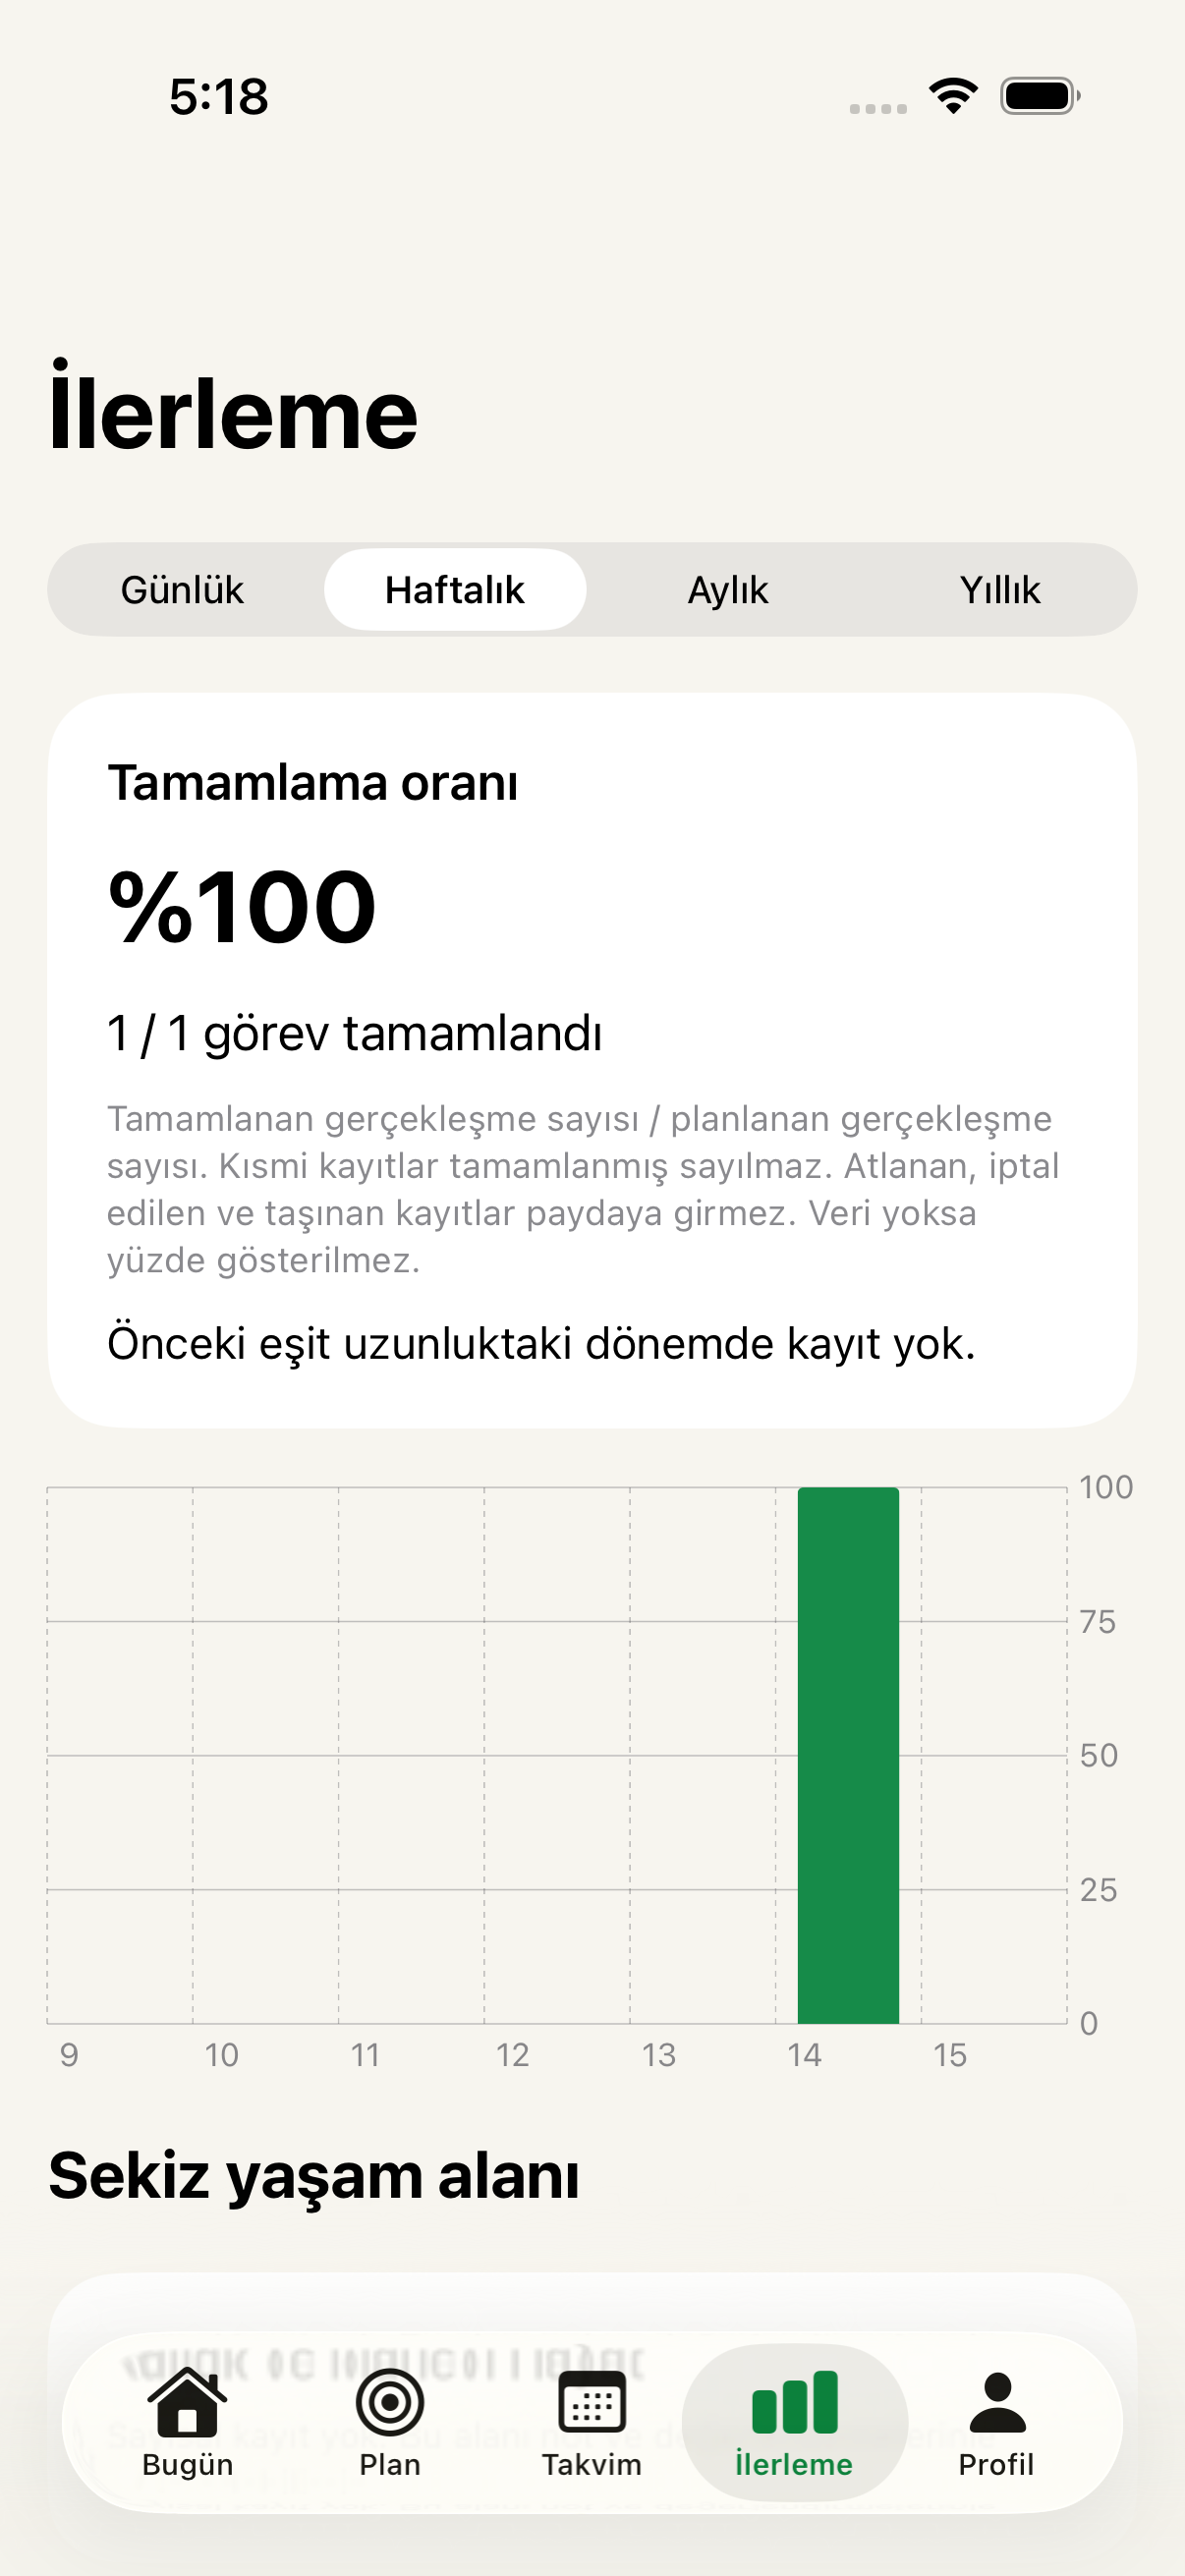 5:18
İlerleme
Günlük
Haftalık
Aylık
Yıllık
Tamamlama oranı
%100
1 / 1 görev tamamlandı
Tamamlanan gerçekleşme sayısı / planlanan gerçekleşme
sayısı. Kısmi kayıtlar tamamlanmış sayılmaz. Atlanan, iptal
edilen ve taşınan kayıtlar paydaya girmez. Veri yoksa
yüzde gösterilmez.
Önceki eşit uzunluktaki dönemde kayıt yok.
100
75
50
25
0
9
10
11
12
13
14
15
Sekiz yaşam alanı
Bugün
Plan
Takvim
İlerleme
Profil